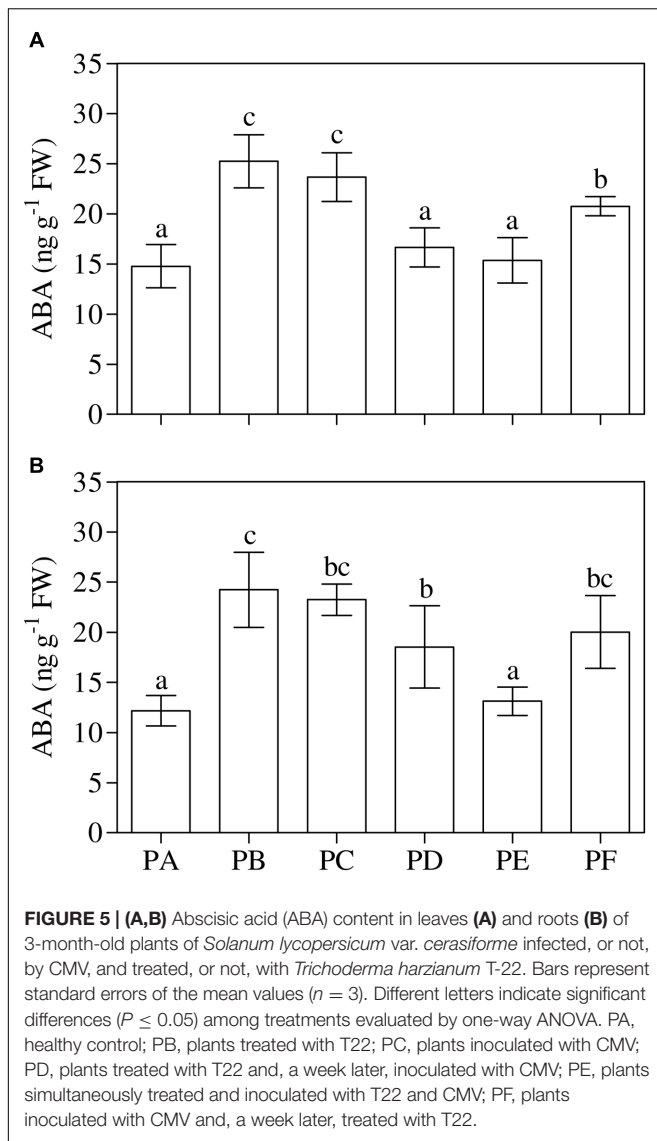 A
ABA (ng g⁻¹ FW)
35
30
25
20
15
10
5
0
a
c
c
a
a
b
B
ABA (ng g⁻¹ FW)
35
30
25
20
15
10
5
0
a
c
bc
b
a
bc
PA PB PC PD PE PF
FIGURE 5 | (A,B) Abscisic acid (ABA) content in leaves (A) and roots (B) of
3-month-old plants of Solanum lycopersicum var. cerasiforme infected, or not,
by CMV, and treated, or not, with Trichoderma harzianum T-22. Bars represent
standard errors of the mean values (n = 3). Different letters indicate significant
differences (P ≤ 0.05) among treatments evaluated by one-way ANOVA. PA,
healthy control; PB, plants treated with T22; PC, plants inoculated with CMV;
PD, plants treated with T22 and, a week later, inoculated with CMV; PE, plants
simultaneously treated and inoculated with T22 and CMV; PF, plants
inoculated with CMV and, a week later, treated with T22.